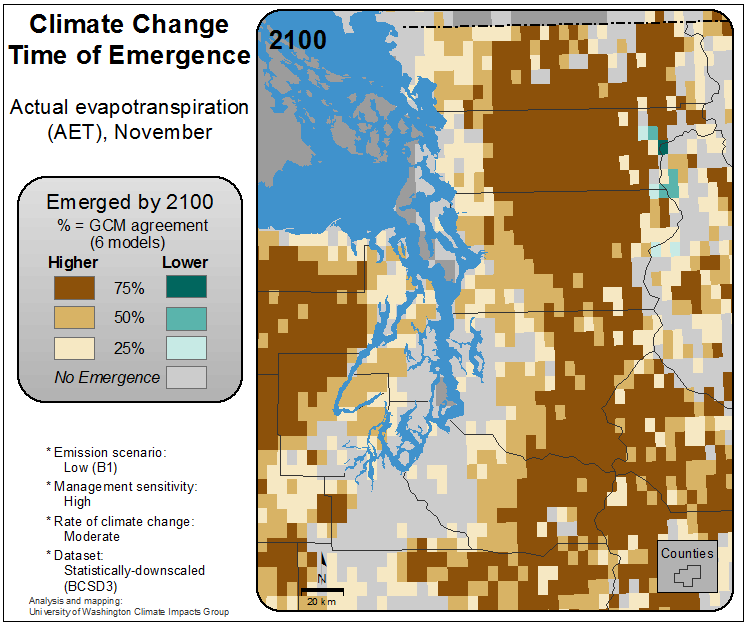 Climate Change
Time of Emergence
Actual evapotranspiration
(AET), November
Emerged by 2100
% = GCM agreement
(6 models)
Higher Lower
75%
50%
25%
No Emergence
* Emission scenario:
Low (B1)
* Management sensitivity:
High
* Rate of climate change:
Moderate
* Dataset:
Statistically-downscaled
(BCSD3)
Analysis and mapping:
University of Washington Climate Impacts Group
2100
N
20 km
Counties